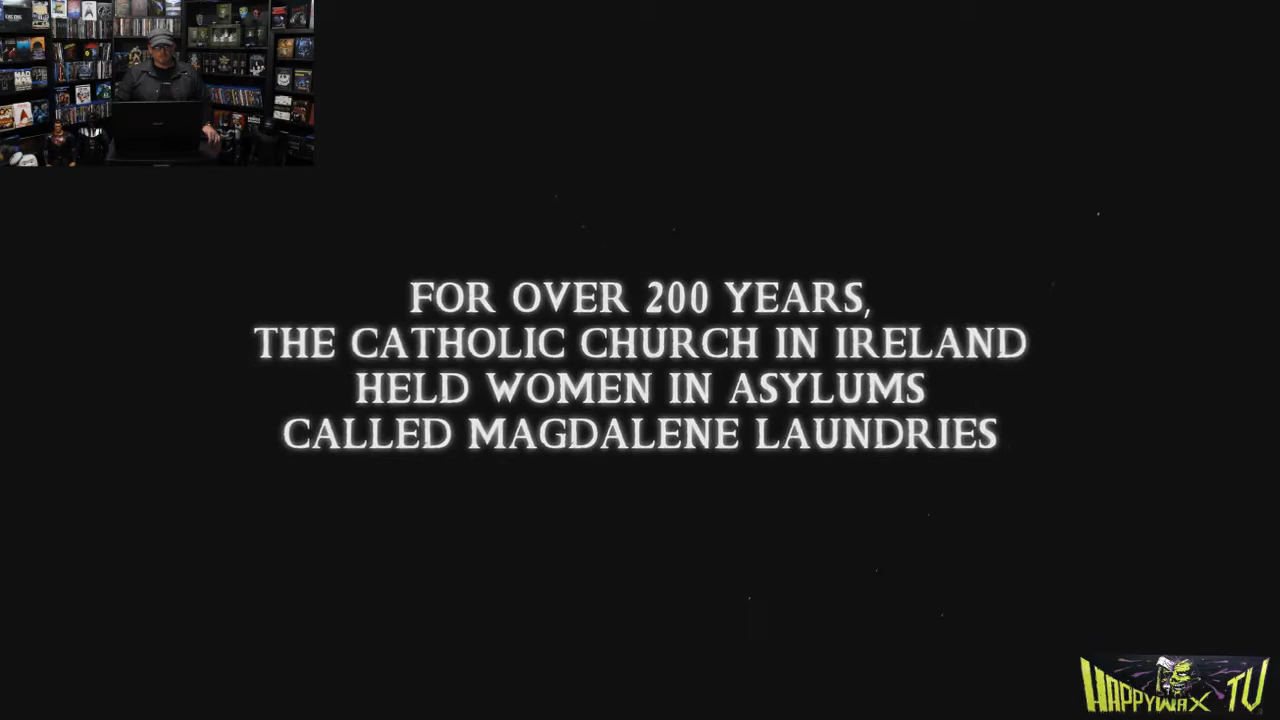 FOR OVER 200 YEARS,
THE CATHOLIC CHURCH IN IRELAND
HELD WOMEN IN ASYLUMS
CALLED MAGDALENE LAUNDRIES
HAPPYWAX TV